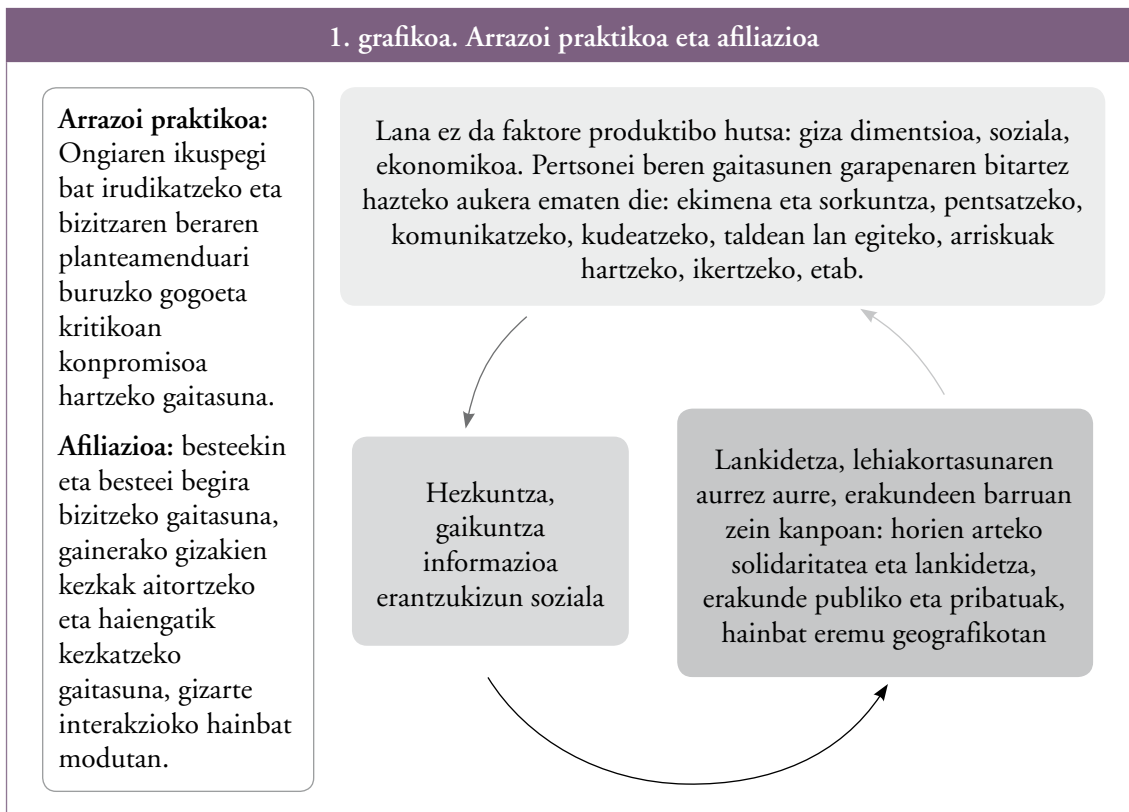 1. grafikoa. Arrazoi praktikoa eta afiliazioa
Arrazoi praktikoa:
Ongiaren ikuspegi
bat irudikatzeko eta
bizitzaren beraren
planteamenduari
buruzko gogoeta
kritikoan
konpromisoa
hartzeko gaitasuna.
Afiliazioa: besteekin
eta besteei begira
bizitzeko gaitasuna,
gainerako gizakien
kezkak aitortzeko
eta haiengatik
kezkatzeko
gaitasuna, gizarte
interakzioko hainbat
modutan.
Lana ez da faktore produktibo hutsa: giza dimentsioa, soziala,
ekonomikoa. Pertsonei beren gaitasunen garapenaren bitartez
hazteko aukera ematen die: ekimena eta sorkuntza, pentsatzeko,
komunikatzeko, kudeatzeko, taldean lan egiteko, arriskuak
hartzeko, ikertzeko, etab.
Hezkuntza,
gaikuntza
informazioa
erantzukizun soziala
Lankidetza, lehiakortasunaren
aurrez aurre, erakundeen barruan
zein kanpoan: horien arteko
solidaritatea eta lankidetza,
erakunde publiko eta pribatuak,
hainbat eremu geografikotan